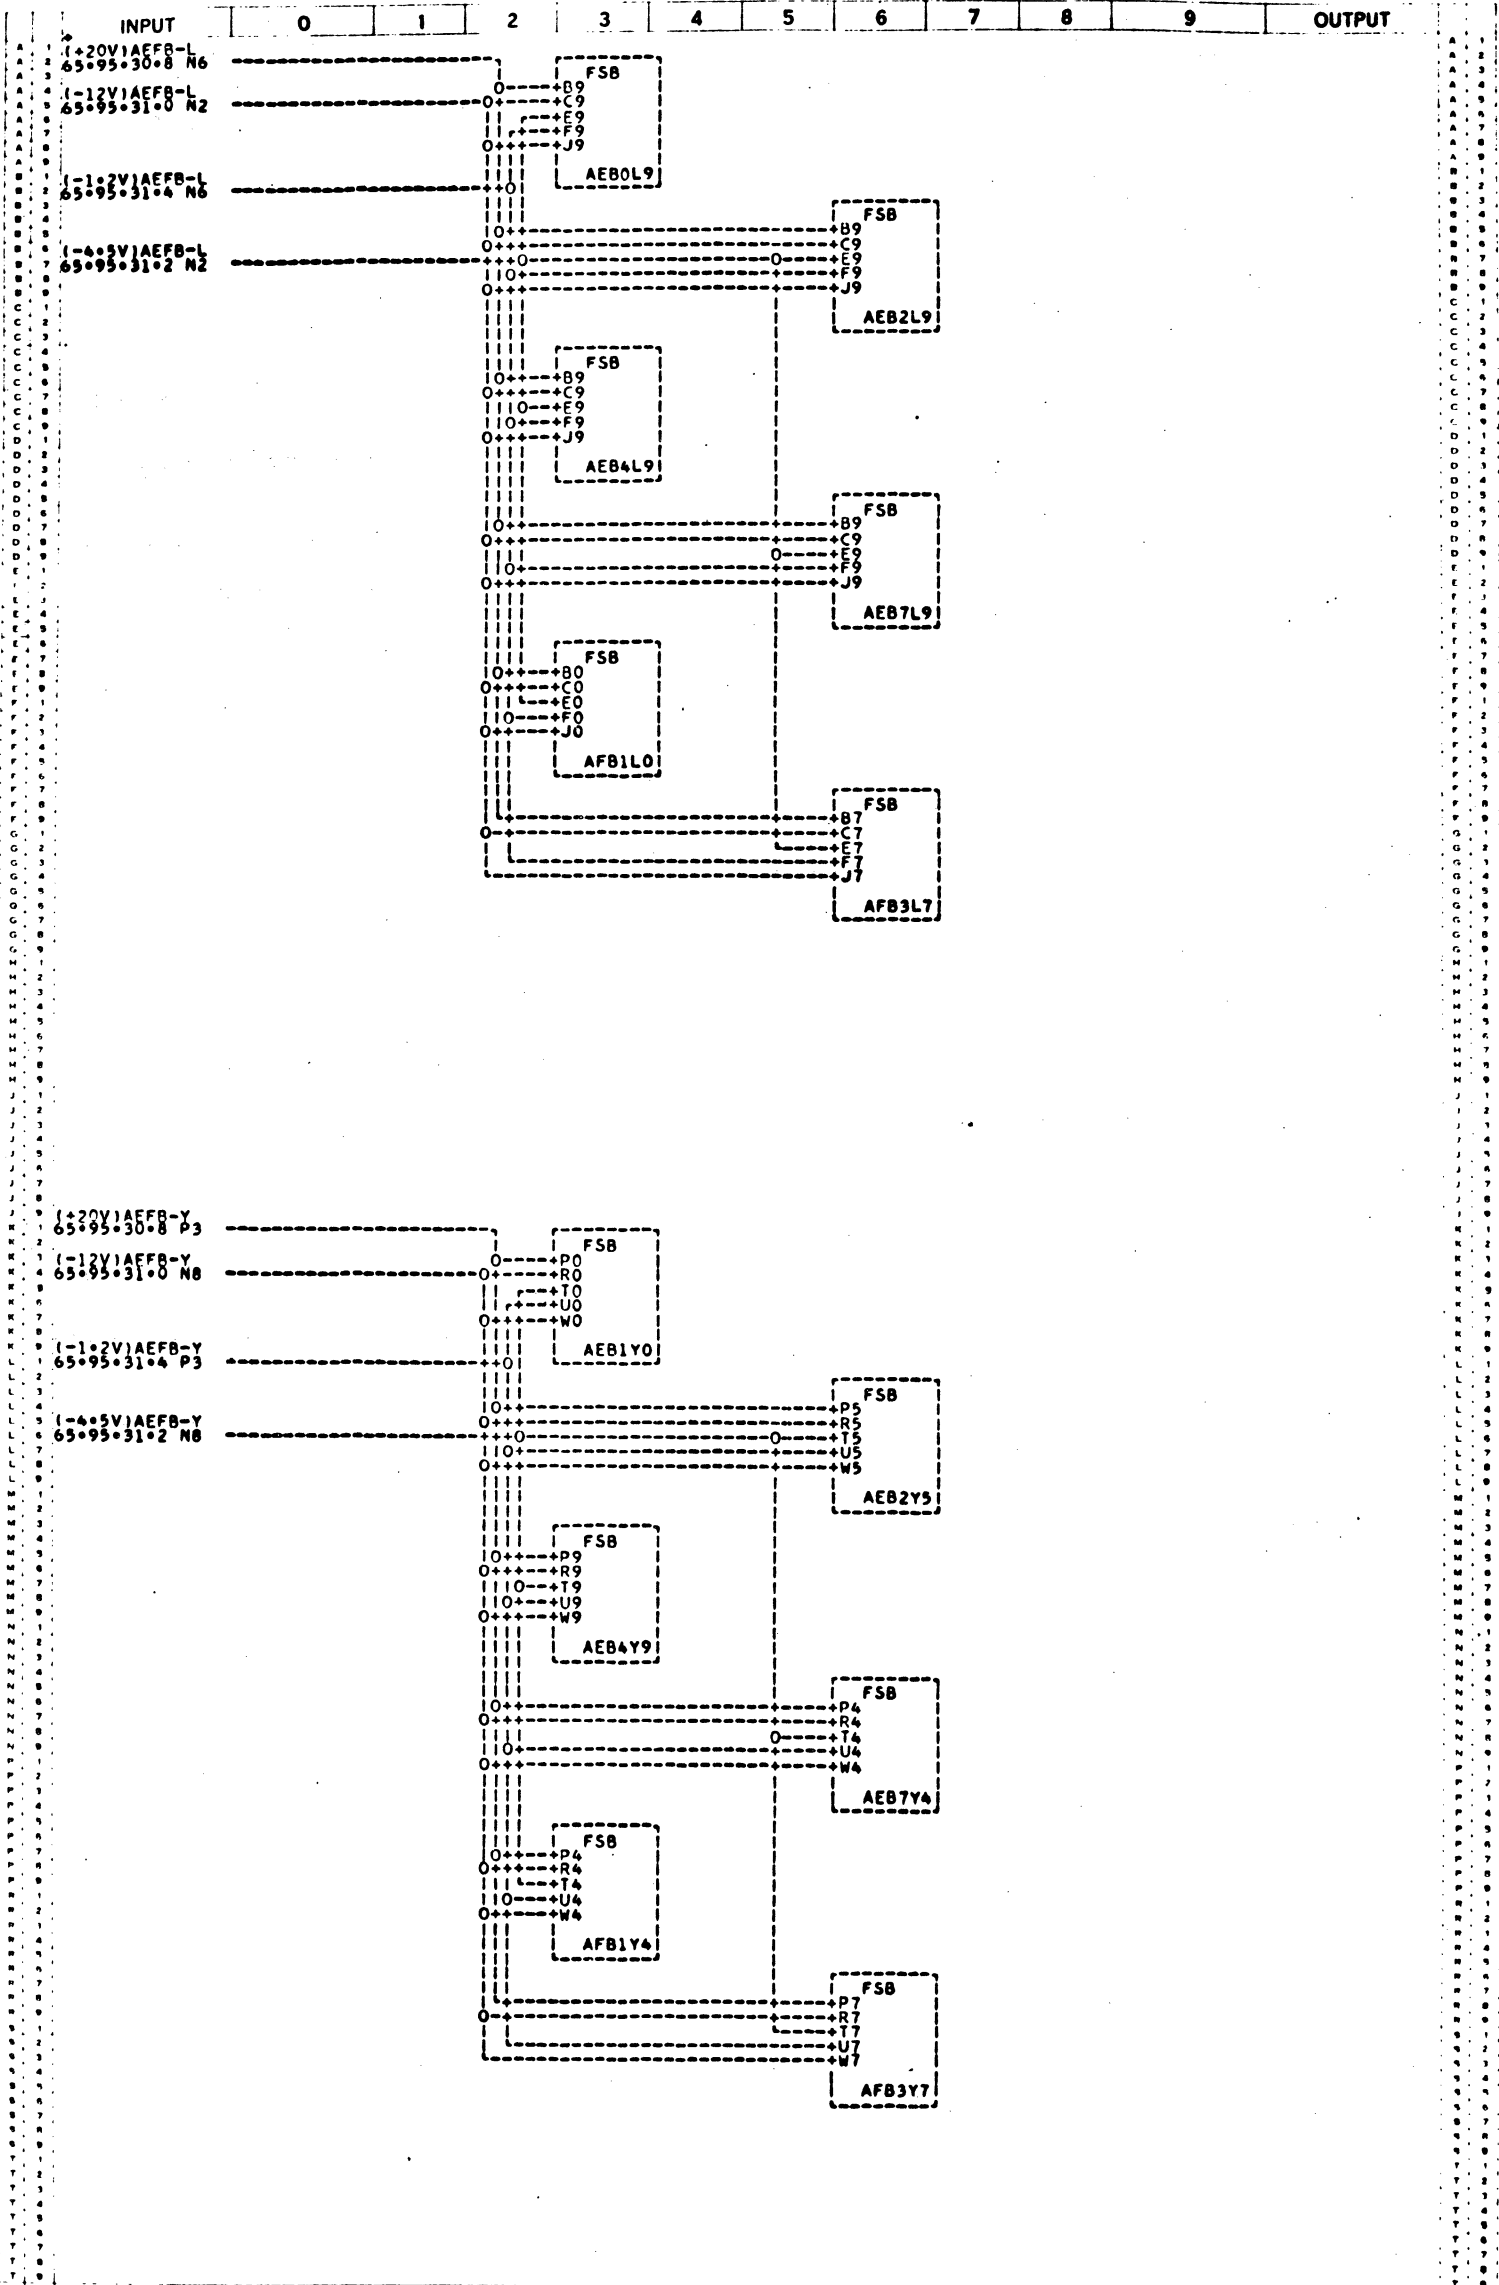 INPUT 0 1 2 3 4 5 6 7 8 9 OUTPUT
(+20V)AEFB-L
65•95•30•8 N6
FSB
B9
(-12V)AEFB-L
65•95•31•0 N2
C9
E9
F9
J9
AEB0L9
(-1•2V)AEFB-L
65•95•31•4 N6
FSB
B9
C9
(-4•5V)AEFB-L
65•95•31•2 N2
E9
F9
J9
AEB2L9
FSB
B9
C9
E9
F9
J9
AEB4L9
FSB
B9
C9
E9
F9
J9
AEB7L9
FSB
B0
C0
E0
F0
J0
AFB1L0
FSB
B7
C7
E7
F7
J7
AFB3L7
(+20V)AEFB-Y
65•95•30•8 P3
FSB
P0
(-12V)AEFB-Y
65•95•31•0 N8
R0
T0
U0
W0
AEB1Y0
(-1•2V)AEFB-Y
65•95•31•4 P3
FSB
P5
R5
(-4•5V)AEFB-Y
65•95•31•2 N8
T5
U5
W5
AEB2Y5
FSB
P9
R9
T9
U9
W9
AEB4Y9
FSB
P4
R4
T4
U4
W4
AEB7Y4
FSB
P4
R4
T4
U4
W4
AFB1Y4
FSB
P7
R7
T7
U7
W7
AFB3Y7